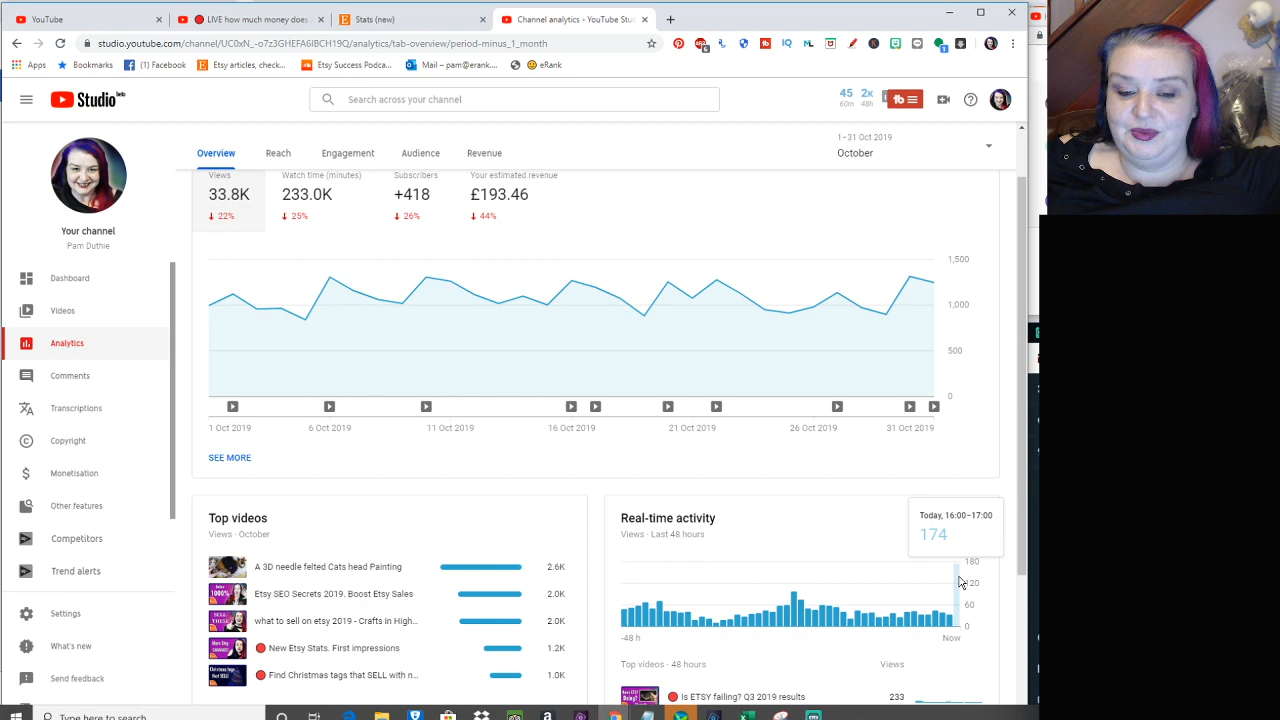 YouTube
LIVE how much money does
Stats (new)
Channel analytics - YouTube Stu
studio.youtube.com/channel/UC0kN_-o7z3GHEFA6IBCH19Q/analytics/tab-overview/period-minus_1_month
Apps
Bookmarks
(1) Facebook
Etsy articles, check...
Etsy Success Podca...
Mail – pam@erank....
eRank
Studio
beta
Search across your channel
45
60m
2K
48h
1–31 Oct 2019
October
Overview
Reach
Engagement
Audience
Revenue
Views
33.8K
22%
Watch time (minutes)
233.0K
25%
Subscribers
+418
26%
Your estimated revenue
£193.46
44%
Your channel
Pam Duthie
Dashboard
Videos
Analytics
Comments
Transcriptions
Copyright
Monetisation
Other features
Competitors
Trend alerts
Settings
What's new
Send feedback
1,500
1,000
500
0
1 Oct 2019
6 Oct 2019
11 Oct 2019
16 Oct 2019
21 Oct 2019
26 Oct 2019
31 Oct 2019
SEE MORE
Top videos
Views · October
A 3D needle felted Cats head Painting
2.6K
Etsy SEO Secrets 2019. Boost Etsy Sales
2.0K
what to sell on etsy 2019 - Crafts in High...
2.0K
New Etsy Stats. First impressions
1.2K
Find Christmas tags that SELL with n...
1.0K
Real-time activity
Views · Last 48 hours
Today, 16:00–17:00
174
180
120
60
0
-48 h
Now
Top videos · 48 hours
Views
Is ETSY failing? Q3 2019 results
233
Type here to search